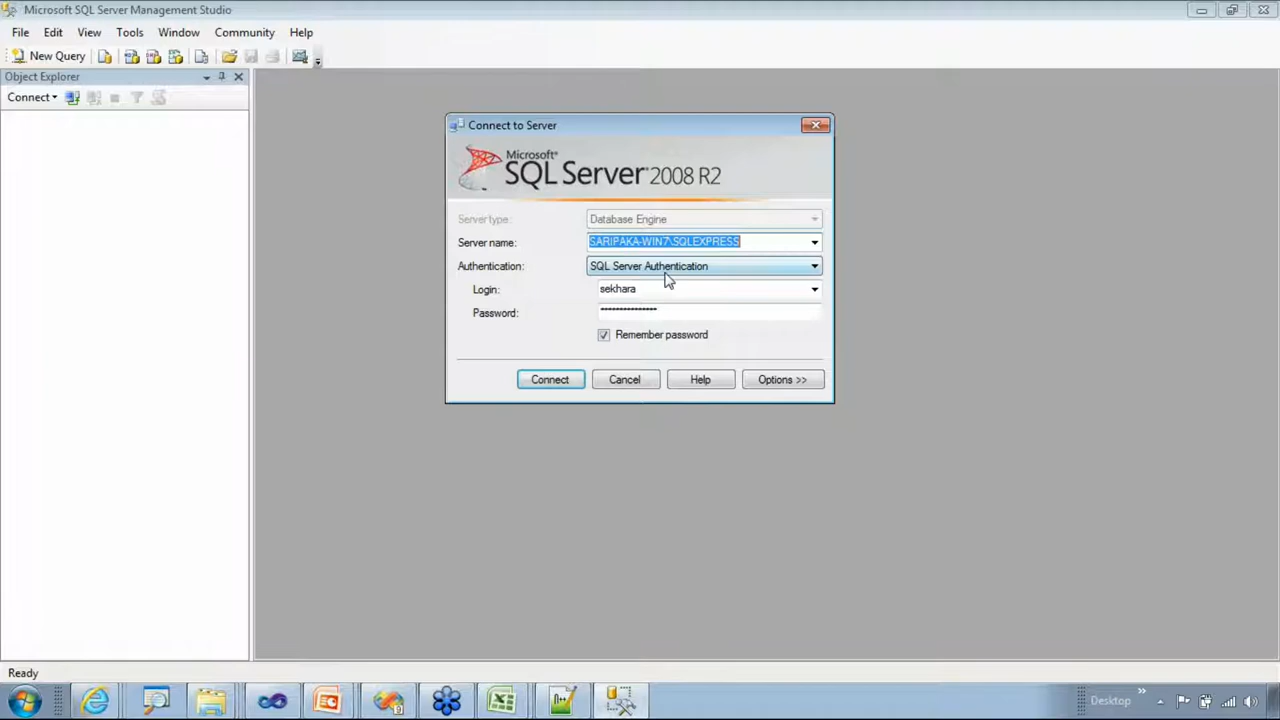 Microsoft SQL Server Management Studio
File Edit View Tools Window Community Help
New Query
Object Explorer
Connect
Connect to Server
Microsoft
SQL Server 2008 R2
Server type: Database Engine
Server name: SARIPAKA-WIN7\SQLEXPRESS
Authentication: SQL Server Authentication
Login: sekhara
Password: ***************
Remember password
Connect Cancel Help Options >>
Ready
Desktop